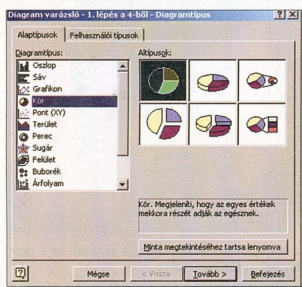 Diagram varázsló - 1. lépés a 4-ből - Diagramtípus
Alaptípusok
Felhasználói típusok
Diagramtípus:
Altípusok:
Oszlop
Sáv
Grafikon
Kör
Pont (XY)
Terület
Perec
Sugár
Felület
Buborék
Árfolyam
Kör. Megjeleníti, hogy az egyes értékek
mekkora részét adják az egésznek.
Minta megtekintéséhez tartsa lenyomva
Mégse
< Vissza
Tovább >
Befejezés